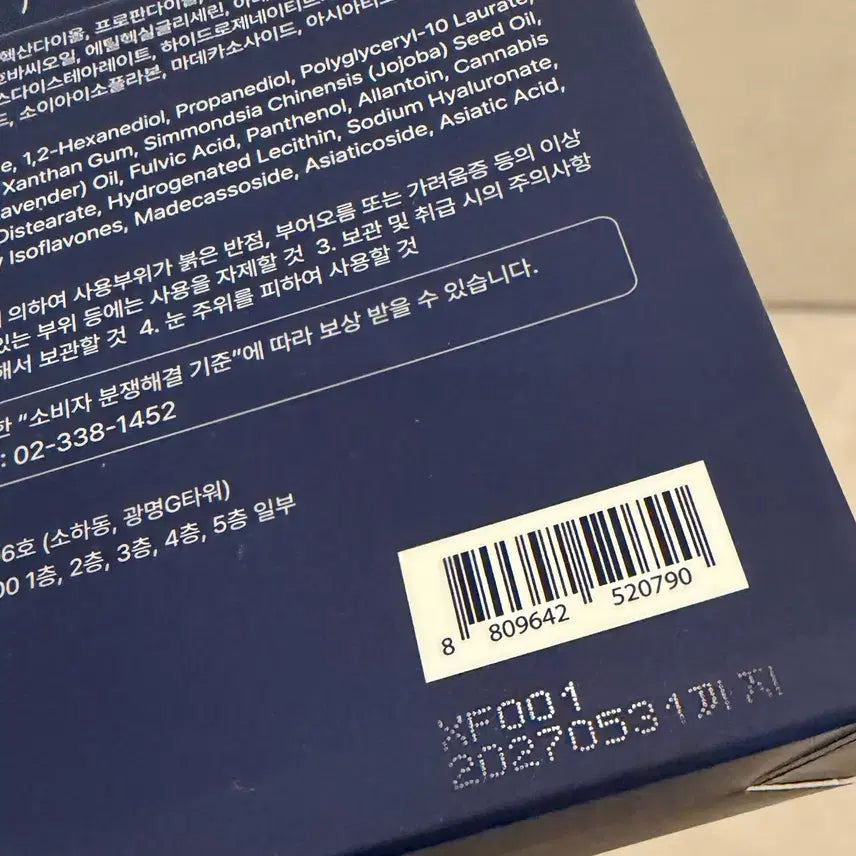 헥산다이올, 프로판다이올,
호바씨오일, 에틸헥실글리세린,
스다이스테아레이트, 하이드로제네이티드
드, 소이아이소플라본, 마데카소사이드, 아시아티
e, 1,2-Hexanediol, Propanediol, Polyglyceryl-10 Laurate,
Xanthan Gum, Simmondsia Chinensis (Jojoba) Seed Oil,
avender) Oil, Fulvic Acid, Panthenol, Allantoin, Cannabis
Distearate, Hydrogenated Lecithin, Sodium Hyaluronate,
y Isoflavones, Madecassoside, Asiaticoside, Asiatic Acid,
의하여 사용부위가 붉은 반점, 부어오름 또는 가려움증 등의 이상
있는 부위 등에는 사용을 자제할 것 3. 보관 및 취급 시의 주의사항
해서 보관할 것 4. 눈 주위를 피하여 사용할 것
한 "소비자 분쟁해결 기준"에 따라 보상 받을 수 있습니다.
: 02-338-1452
6호 (소하동, 광명G타워)
00 1층, 2층, 3층, 4층, 5층 일부
8 809642 520790
XF001
20270531까지